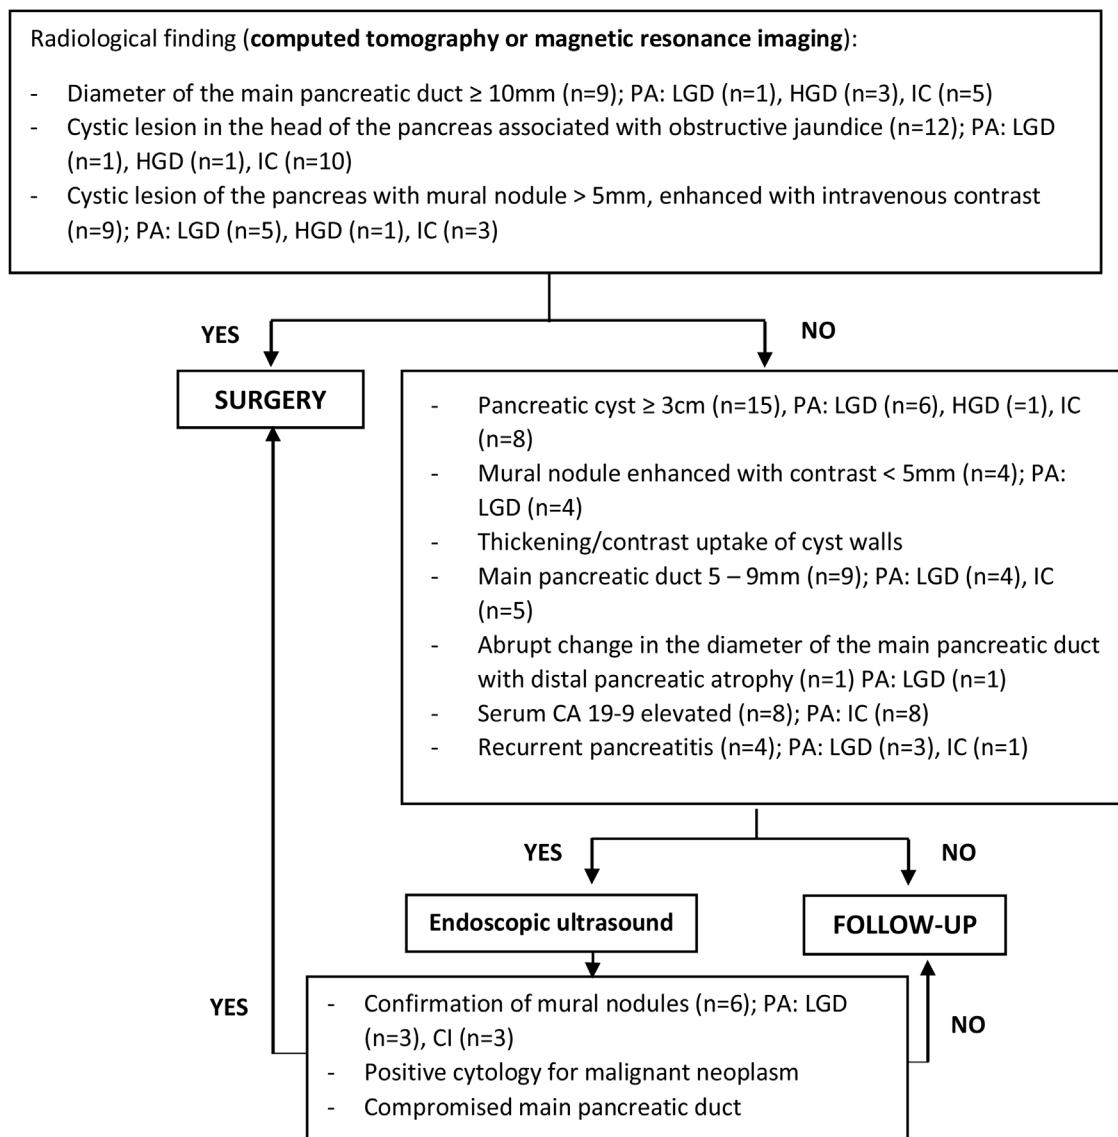 Radiological finding (computed tomography or magnetic resonance imaging):
- Diameter of the main pancreatic duct ≥ 10mm (n=9); PA: LGD (n=1), HGD (n=3), IC (n=5)
- Cystic lesion in the head of the pancreas associated with obstructive jaundice (n=12); PA: LGD
(n=1), HGD (n=1), IC (n=10)
- Cystic lesion of the pancreas with mural nodule > 5mm, enhanced with intravenous contrast
(n=9); PA: LGD (n=5), HGD (n=1), IC (n=3)
YES
NO
SURGERY
- Pancreatic cyst ≥ 3cm (n=15), PA: LGD (n=6), HGD (=1), IC
(n=8)
- Mural nodule enhanced with contrast < 5mm (n=4); PA:
LGD (n=4)
- Thickening/contrast uptake of cyst walls
- Main pancreatic duct 5 – 9mm (n=9); PA: LGD (n=4), IC
(n=5)
- Abrupt change in the diameter of the main pancreatic duct
with distal pancreatic atrophy (n=1) PA: LGD (n=1)
- Serum CA 19-9 elevated (n=8); PA: IC (n=8)
- Recurrent pancreatitis (n=4); PA: LGD (n=3), IC (n=1)
YES
NO
Endoscopic ultrasound
FOLLOW-UP
YES
- Confirmation of mural nodules (n=6); PA: LGD
(n=3), CI (n=3)
- Positive cytology for malignant neoplasm
- Compromised main pancreatic duct
NO